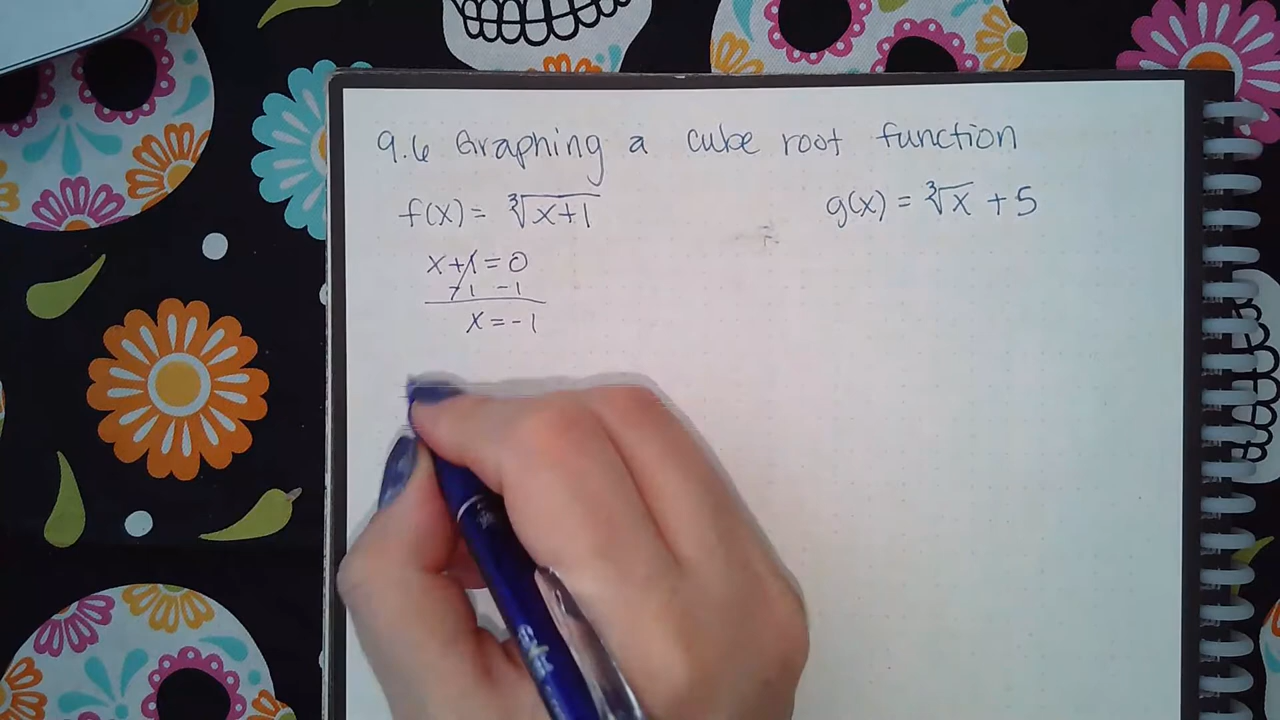 9.6 Graphing a cube root function
f(x) = ∛(x+1)
g(x) = ∛x + 5
x+1=0
-1 -1
x=-1